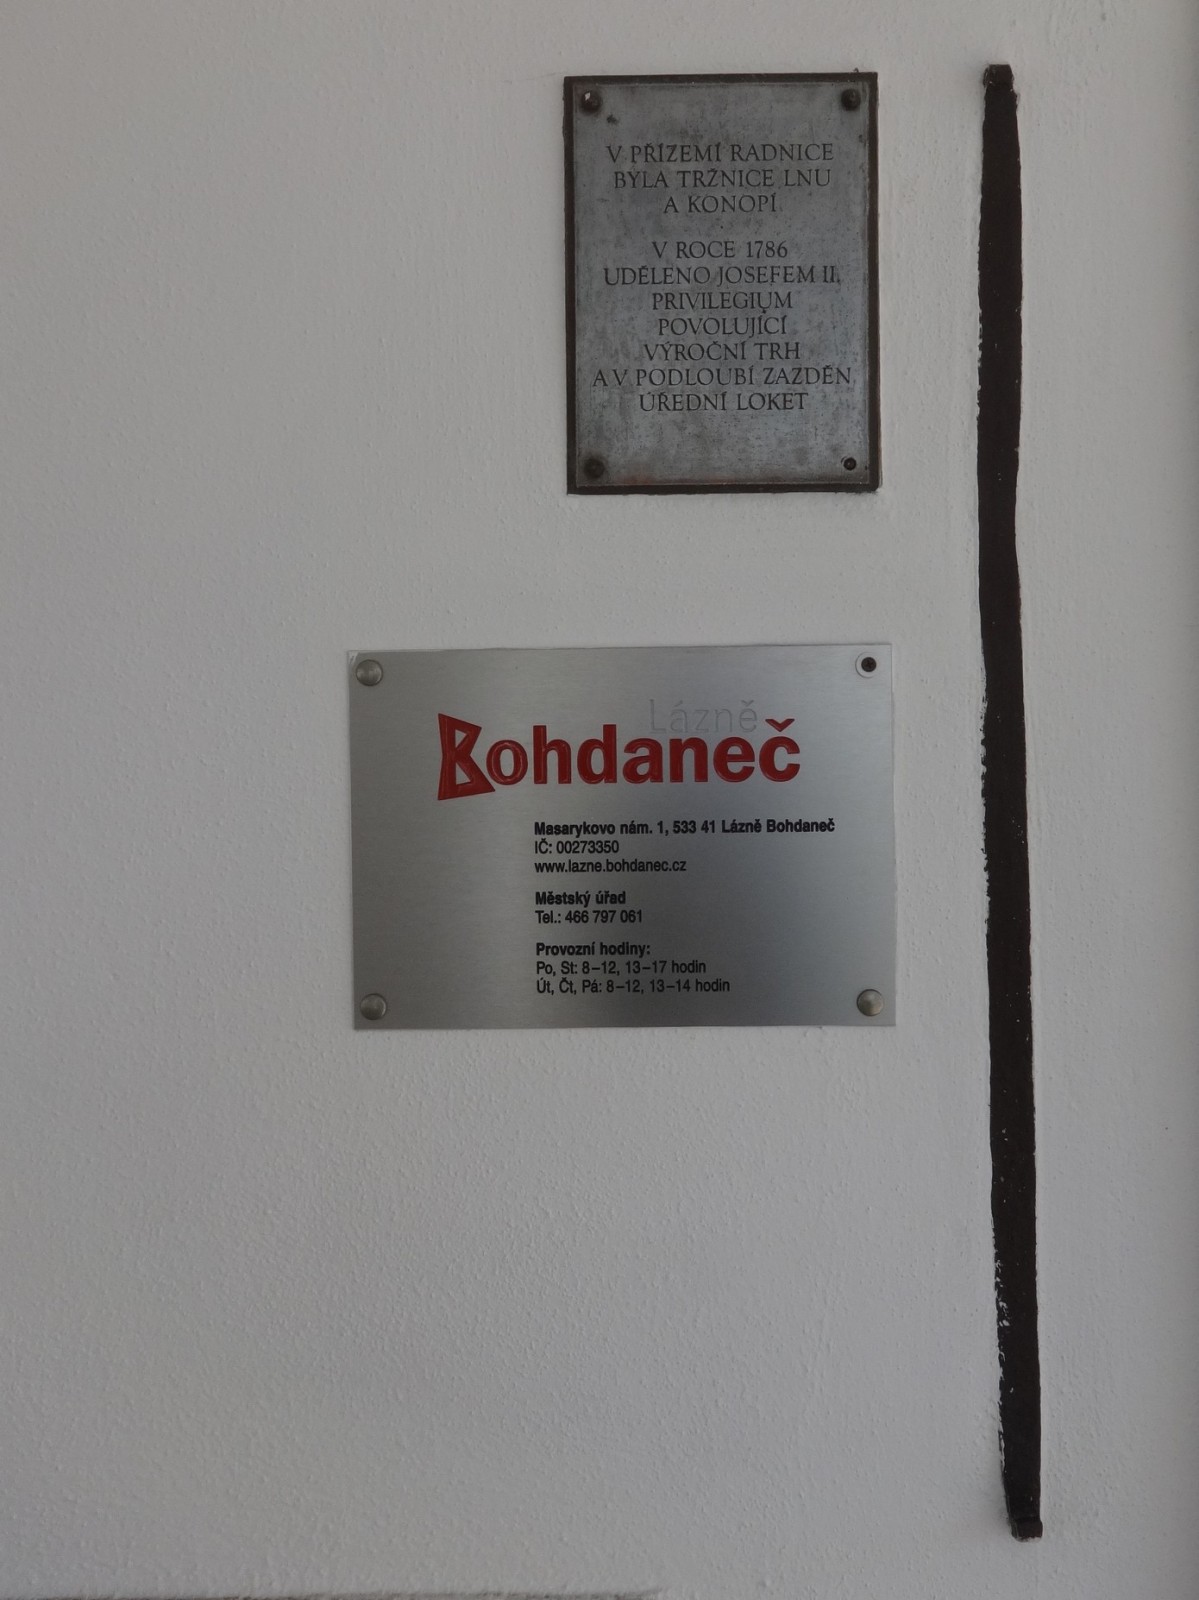 V PŘÍZEMÍ RADNICE
BYLA TRŽNICE LNU
A KONOPÍ
V ROCE 1786
UDĚLENO JOSEFEM II.
PRIVILEGIUM
POVOLUJÍCÍ
VÝROČNÍ TRH
A V PODLOUBÍ ZAZDĚN
ÚŘEDNÍ LOKET
Lázně
Bohdaneč
Masarykovo nám. 1, 533 41 Lázně Bohdaneč
IČ: 00273350
www.lazne.bohdanec.cz
Městský úřad
Tel.: 466 797 061
Provozní hodiny:
Po, St: 8–12, 13–17 hodin
Út, Čt, Pá: 8–12, 13–14 hodin